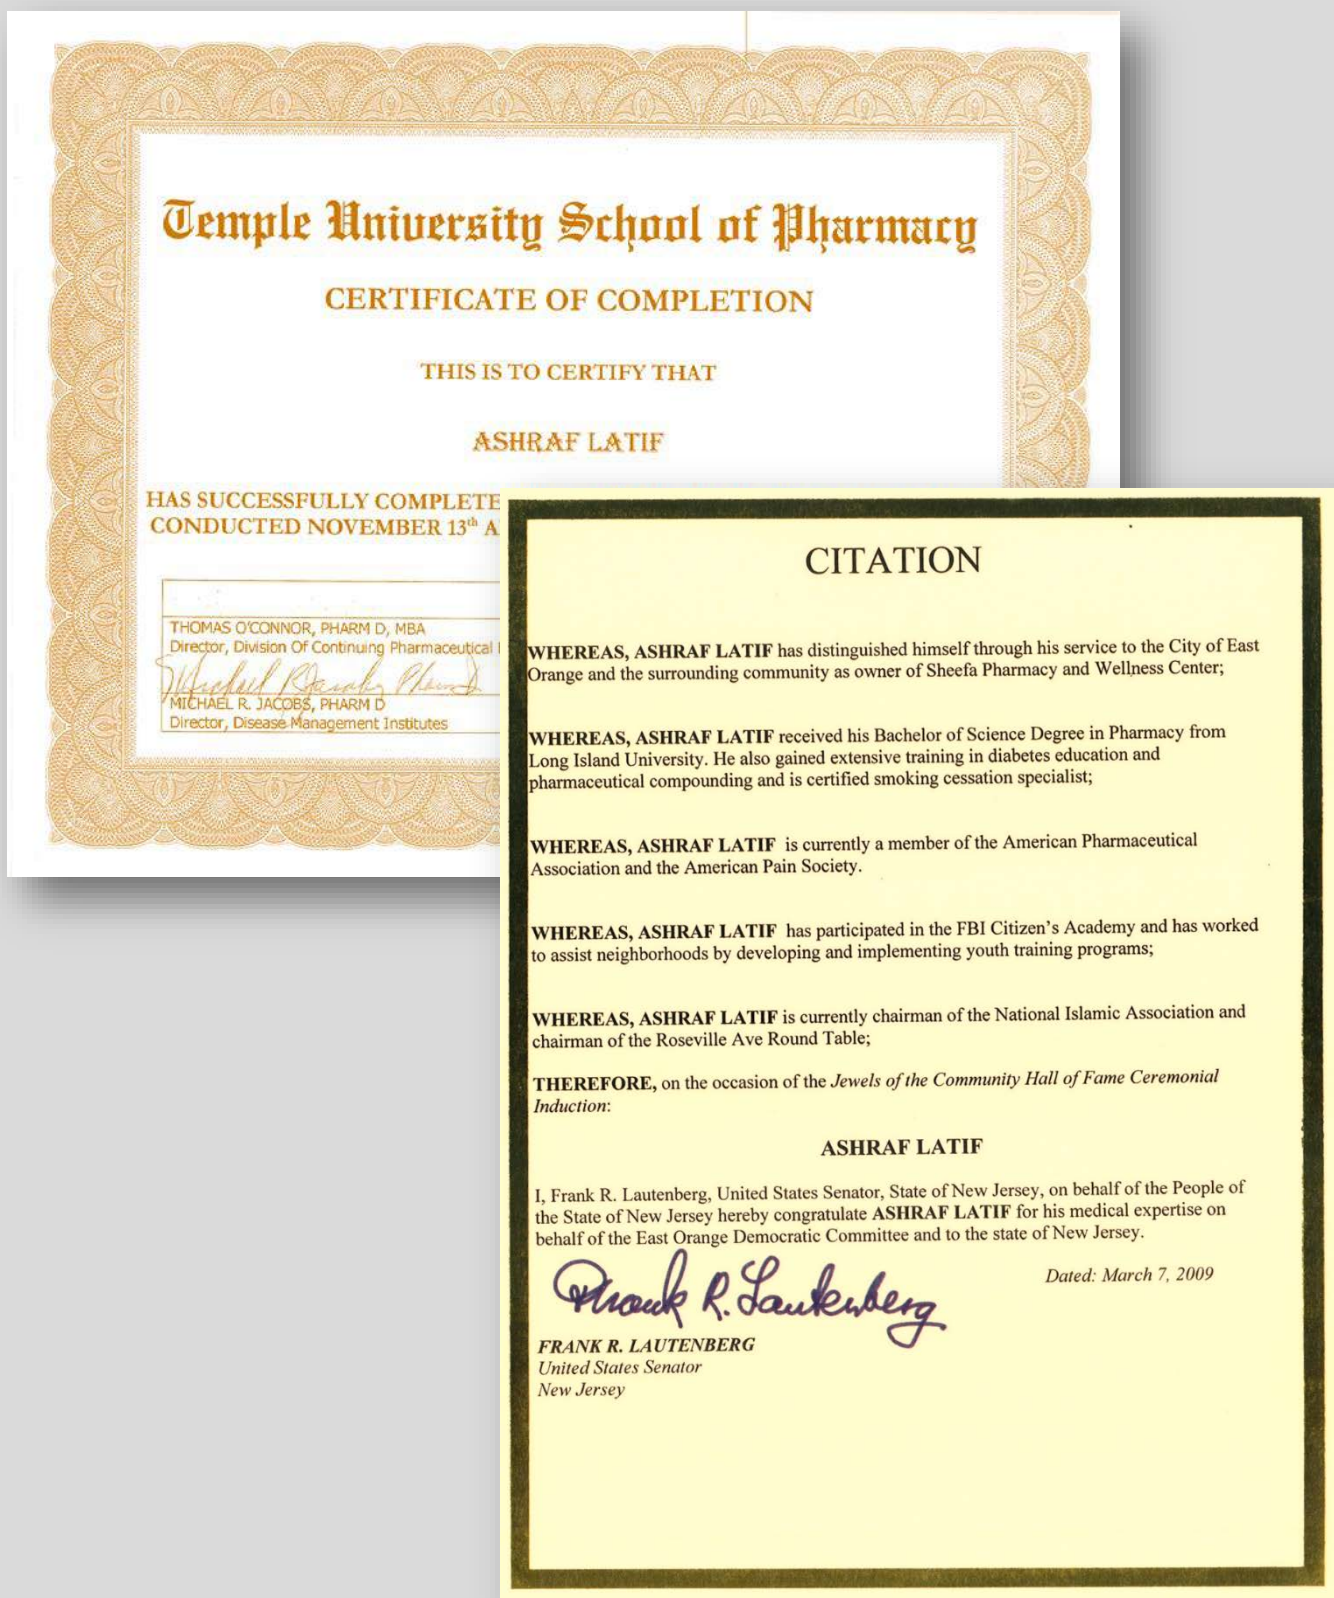 Temple University School of Pharmacy
CERTIFICATE OF COMPLETION
THIS IS TO CERTIFY THAT
ASHRAF LATIF
HAS SUCCESSFULLY COMPLETE
CONDUCTED NOVEMBER 13th A
THOMAS O'CONNOR, PHARM D, MBA
Director, Division Of Continuing Pharmaceutical
Michael R Jacobs Pharm D
MICHAEL R. JACOBS, PHARM D
Director, Disease Management Institutes
CITATION
WHEREAS, ASHRAF LATIF has distinguished himself through his service to the City of East
Orange and the surrounding community as owner of Sheefa Pharmacy and Wellness Center;
WHEREAS, ASHRAF LATIF received his Bachelor of Science Degree in Pharmacy from
Long Island University. He also gained extensive training in diabetes education and
pharmaceutical compounding and is certified smoking cessation specialist;
WHEREAS, ASHRAF LATIF is currently a member of the American Pharmaceutical
Association and the American Pain Society.
WHEREAS, ASHRAF LATIF has participated in the FBI Citizen's Academy and has worked
to assist neighborhoods by developing and implementing youth training programs;
WHEREAS, ASHRAF LATIF is currently chairman of the National Islamic Association and
chairman of the Roseville Ave Round Table;
THEREFORE, on the occasion of the Jewels of the Community Hall of Fame Ceremonial
Induction:
ASHRAF LATIF
I, Frank R. Lautenberg, United States Senator, State of New Jersey, on behalf of the People of
the State of New Jersey hereby congratulate ASHRAF LATIF for his medical expertise on
behalf of the East Orange Democratic Committee and to the state of New Jersey.
Frank R. Lautenberg
Dated: March 7, 2009
FRANK R. LAUTENBERG
United States Senator
New Jersey